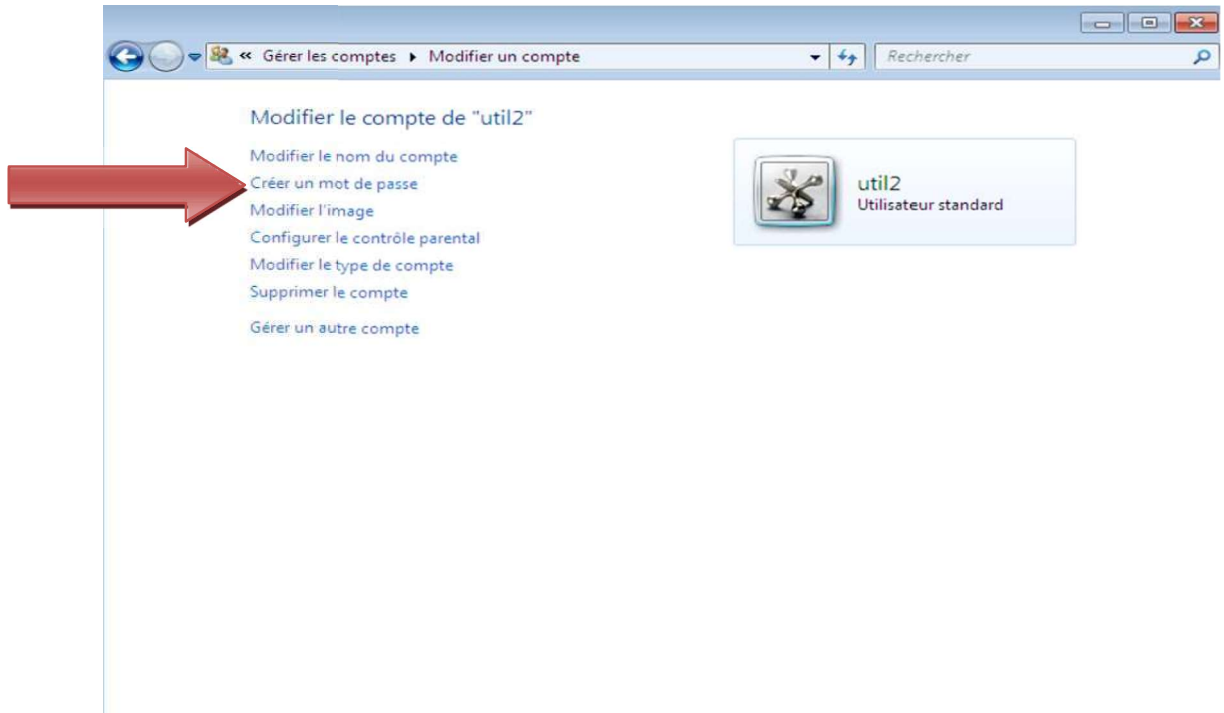 « Gérer les comptes ▸ Modifier un compte
Rechercher
Modifier le compte de "util2"
Modifier le nom du compte
Créer un mot de passe
Modifier l'image
Configurer le contrôle parental
Modifier le type de compte
Supprimer le compte
Gérer un autre compte
util2
Utilisateur standard